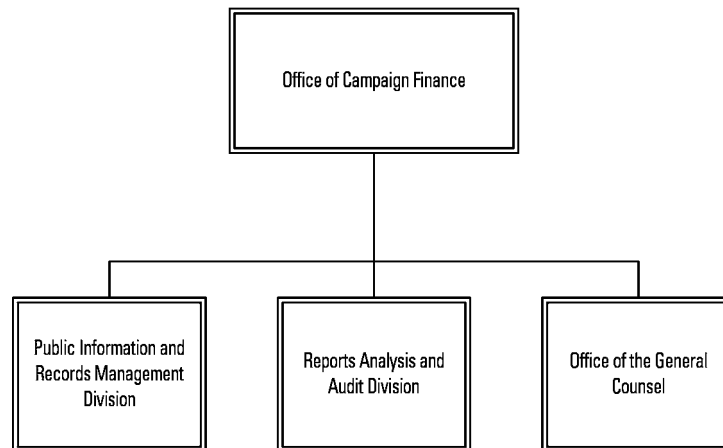 Office of Campaign Finance
Public Information and
Records Management
Division
Reports Analysis and
Audit Division
Office of the General
Counsel